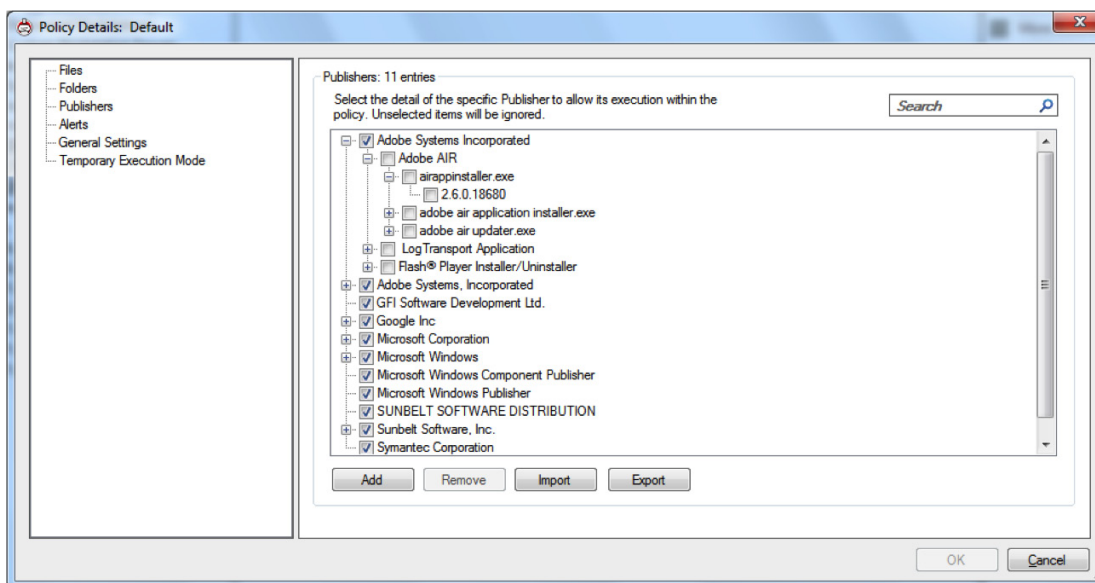 Policy Details: Default
Files
Folders
Publishers
Alerts
General Settings
Temporary Execution Mode
Publishers: 11 entries
Select the detail of the specific Publisher to allow its execution within the
policy. Unselected items will be ignored.
Search
Adobe Systems Incorporated
Adobe AIR
airappinstaller.exe
2.6.0.18680
adobe air application installer.exe
adobe air updater.exe
LogTransport Application
Flash® Player Installer/Uninstaller
Adobe Systems, Incorporated
GFI Software Development Ltd.
Google Inc
Microsoft Corporation
Microsoft Windows
Microsoft Windows Component Publisher
Microsoft Windows Publisher
SUNBELT SOFTWARE DISTRIBUTION
Sunbelt Software, Inc.
Symantec Corporation
Add Remove Import Export
OK Cancel